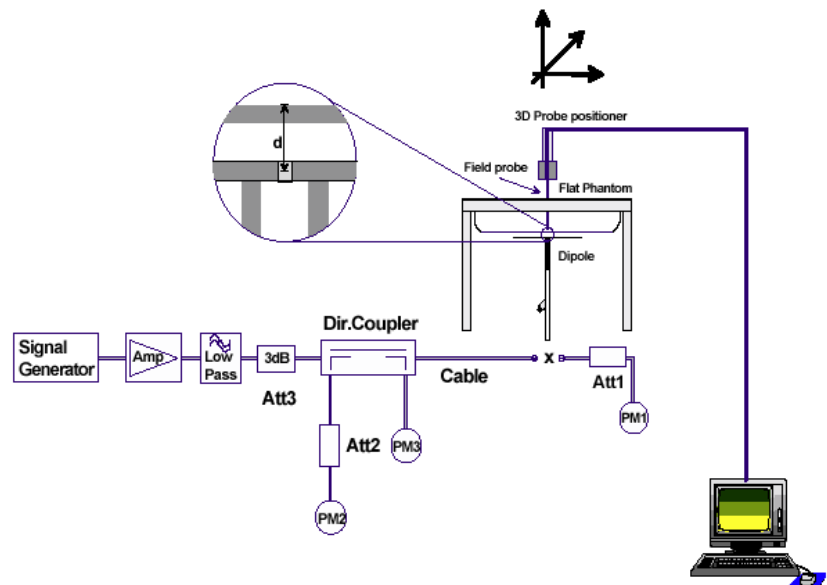 3D Probe positioner
d
Field probe
Flat Phantom
Dipole
Dir.Coupler
Signal
Generator
Amp
Low
Pass
3dB
Att3
Cable
x
Att1
PM1
Att2
PM3
PM2